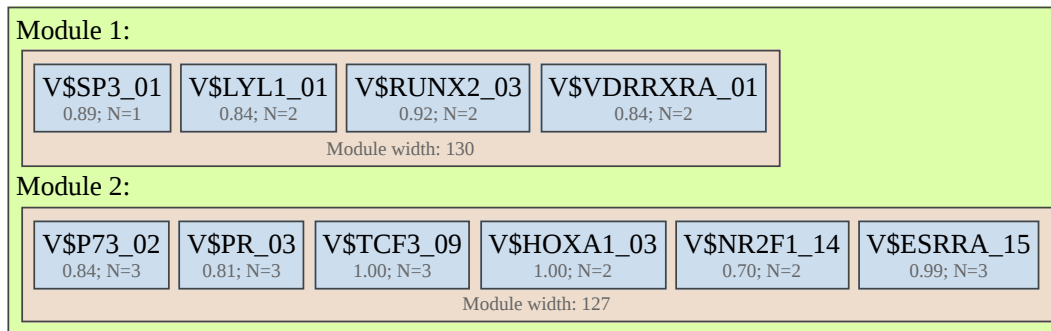 Module 1:
V$SP3_01 V$LYL1_01 V$RUNX2_03 V$VDRRXRA_01
0.89; N=1 0.84; N=2 0.92; N=2 0.84; N=2
Module width: 130
Module 2:
V$P73_02 V$PR_03 V$TCF3_09 V$HOXA1_03 V$NR2F1_14 V$ESRRA_15
0.84; N=3 0.81; N=3 1.00; N=3 1.00; N=2 0.70; N=2 0.99; N=3
Module width: 127